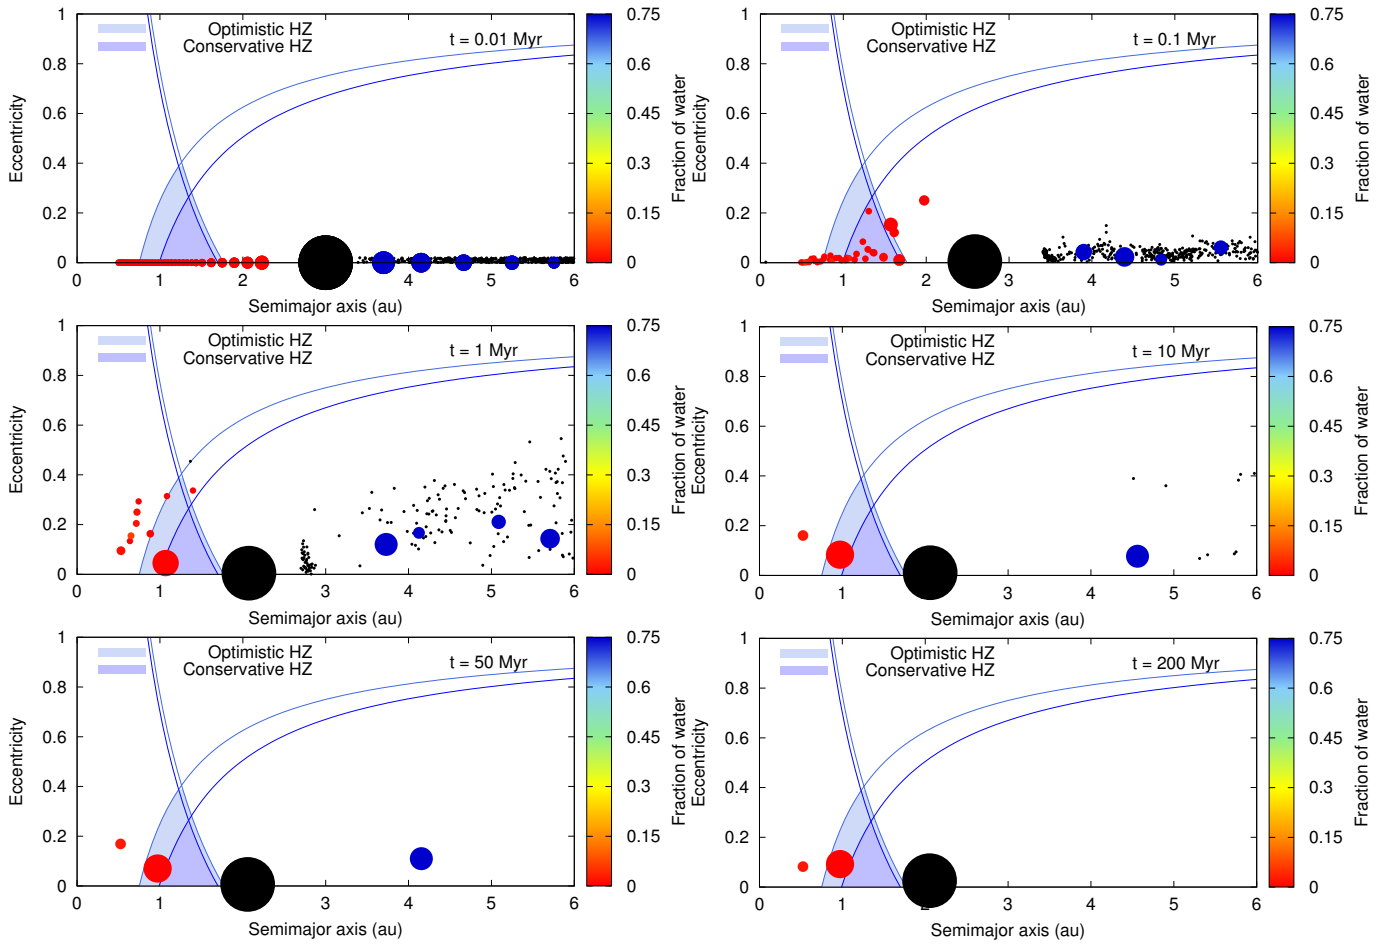 1
0.8
0.6
0.4
0.2
0
Eccentricity
Optimistic HZ
Conservative HZ
t = 0.01 Myr
0 1 2 3 4 5 6
Semimajor axis (au)
0.75
0.6
0.45
0.3
0.15
0
Fraction of water
1
0.8
0.6
0.4
0.2
0
Eccentricity
Optimistic HZ
Conservative HZ
t = 0.1 Myr
0 1 2 3 4 5 6
Semimajor axis (au)
0.75
0.6
0.45
0.3
0.15
0
Fraction of water
1
0.8
0.6
0.4
0.2
0
Eccentricity
Optimistic HZ
Conservative HZ
t = 1 Myr
0 1 2 3 4 5 6
Semimajor axis (au)
0.75
0.6
0.45
0.3
0.15
0
Fraction of water
1
0.8
0.6
0.4
0.2
0
Eccentricity
Optimistic HZ
Conservative HZ
t = 10 Myr
0 1 2 3 4 5 6
Semimajor axis (au)
0.75
0.6
0.45
0.3
0.15
0
Fraction of water
1
0.8
0.6
0.4
0.2
0
Eccentricity
Optimistic HZ
Conservative HZ
t = 50 Myr
0 1 2 3 4 5 6
Semimajor axis (au)
0.75
0.6
0.45
0.3
0.15
0
Fraction of water
1
0.8
0.6
0.4
0.2
0
Eccentricity
Optimistic HZ
Conservative HZ
t = 200 Myr
0 1 2 3 4 5 6
Semimajor axis (au)
0.75
0.6
0.45
0.3
0.15
0
Fraction of water